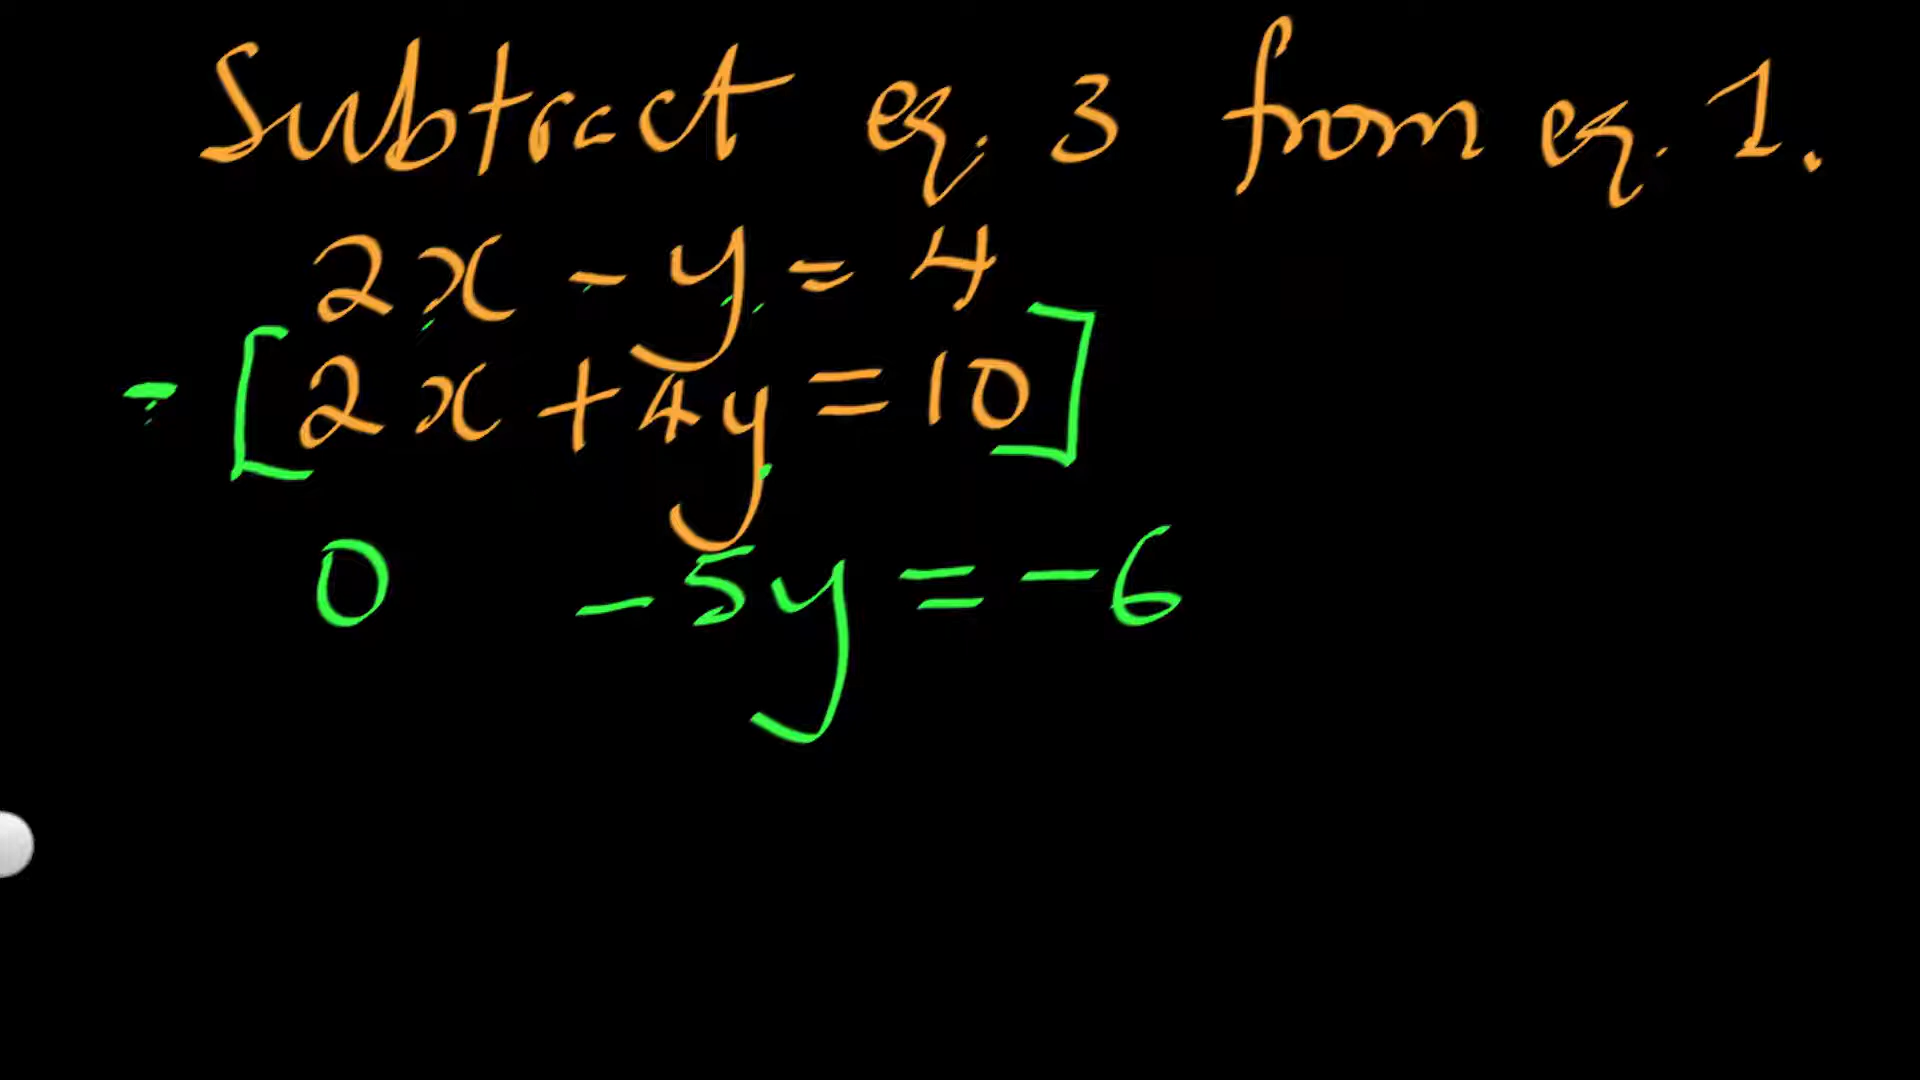 Subtract eq. 3 from eq. 1.
2x - y = 4
- [2x + 4y = 10]
0 - 5y = - 6